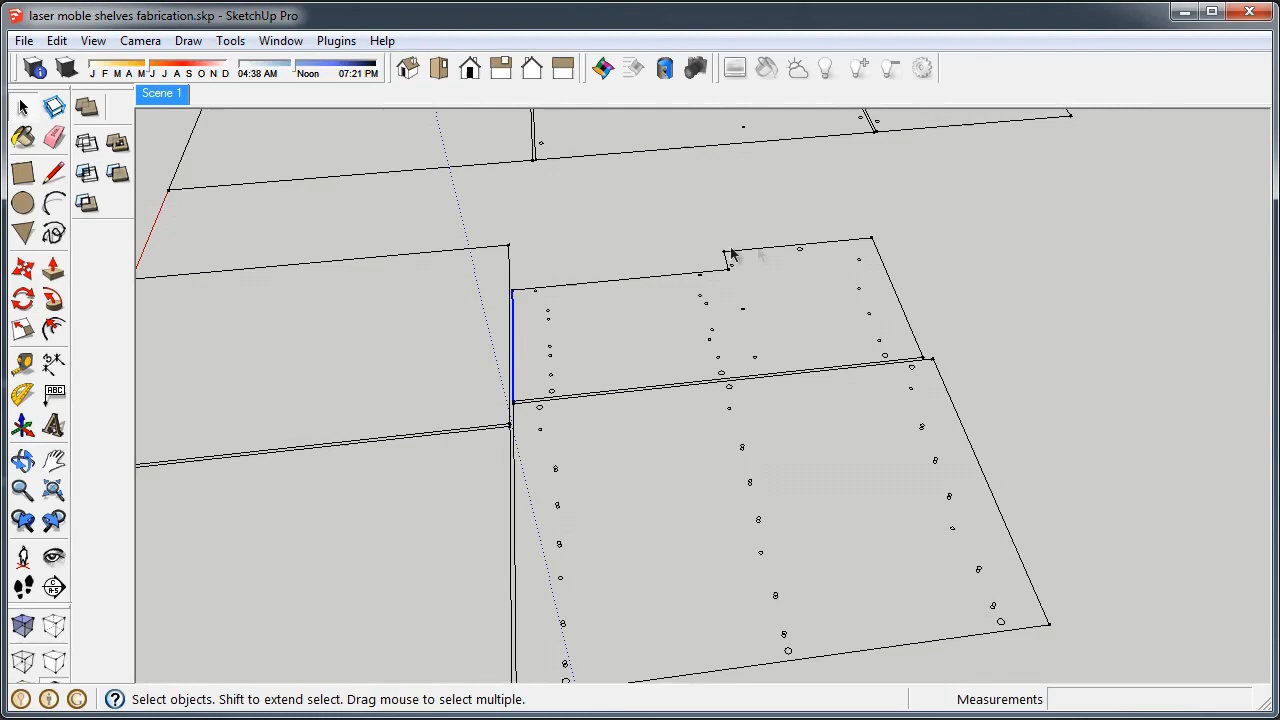 laser moble shelves fabrication.skp - SketchUp Pro
File Edit View Camera Draw Tools Window Plugins Help
J F M A M J J A S O N D 04:38 AM Noon 07:21 PM
Scene 1
ABC
Select objects. Shift to extend select. Drag mouse to select multiple.
Measurements